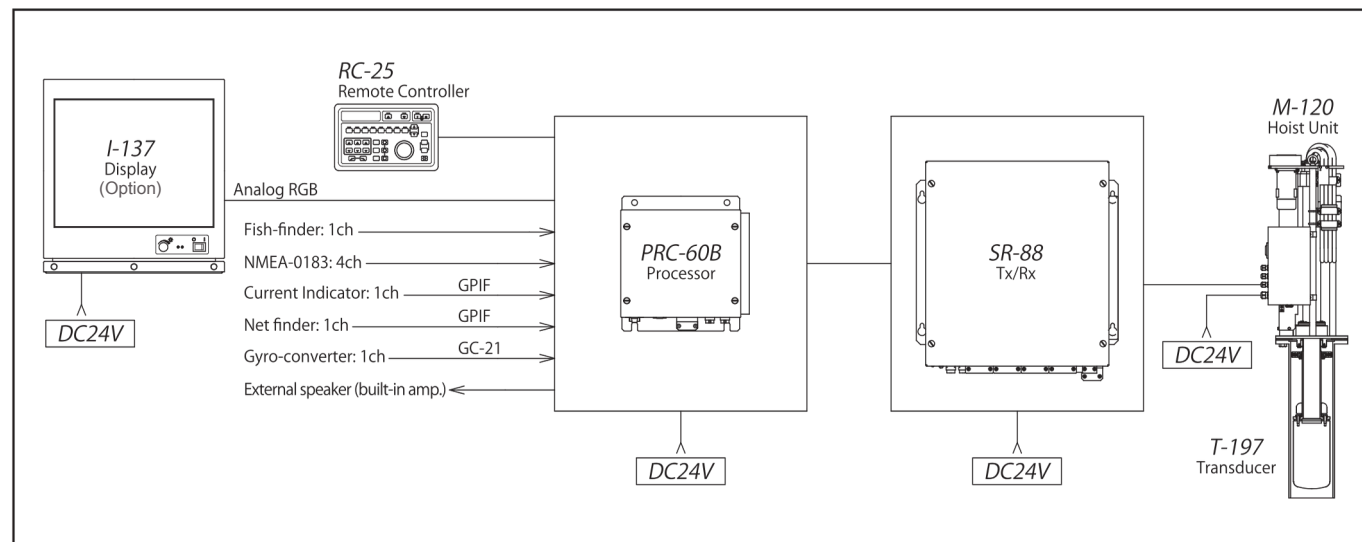 I-137
Display
(Option)
DC24V
RC-25
Remote Controller
Analog RGB
Fish-finder: 1ch
NMEA-0183: 4ch
Current Indicator: 1ch GPIF
Net finder: 1ch GPIF
Gyro-converter: 1ch GC-21
External speaker (built-in amp.)
PRC-60B
Processor
DC24V
SR-88
Tx/Rx
DC24V
M-120
Hoist Unit
DC24V
T-197
Transducer